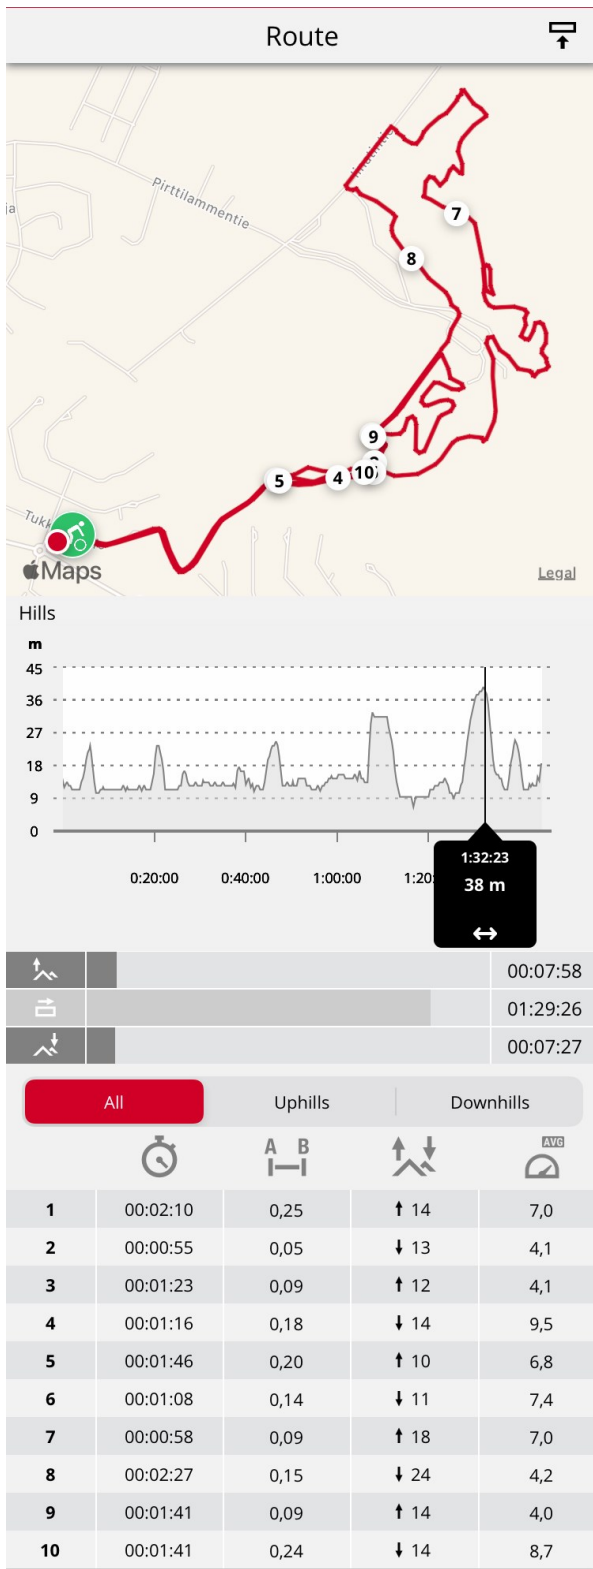 Route
ja
Pirttilammentie
7
8
9
10
4
5
Tukk
Maps
Legal
Hills
m
45
36
27
18
9
0
0:20:00 0:40:00 1:00:00 1:20:
1:32:23
38 m
00:07:58
01:29:26
00:07:27
All Uphills Downhills
A B AVG
1 00:02:10 0,25 ↑ 14 7,0
2 00:00:55 0,05 ↓ 13 4,1
3 00:01:23 0,09 ↑ 12 4,1
4 00:01:16 0,18 ↓ 14 9,5
5 00:01:46 0,20 ↑ 10 6,8
6 00:01:08 0,14 ↓ 11 7,4
7 00:00:58 0,09 ↑ 18 7,0
8 00:02:27 0,15 ↓ 24 4,2
9 00:01:41 0,09 ↑ 14 4,0
10 00:01:41 0,24 ↓ 14 8,7